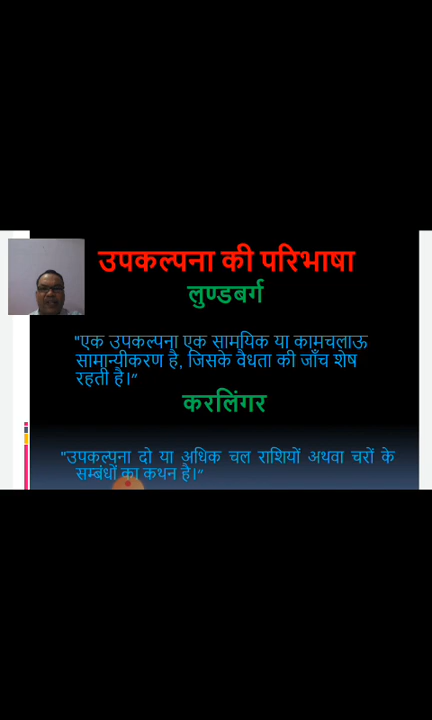 उपकल्पना की परिभाषा
लुण्डबर्ग
"एक उपकल्पना एक सामयिक या कामचलाऊ
सामान्यीकरण है, जिसके वैधता की जाँच शेष
रहती है।”
करलिंगर
"उपकल्पना दो या अधिक चल राशियों अथवा चरों के
सम्बंधों का कथन है।”